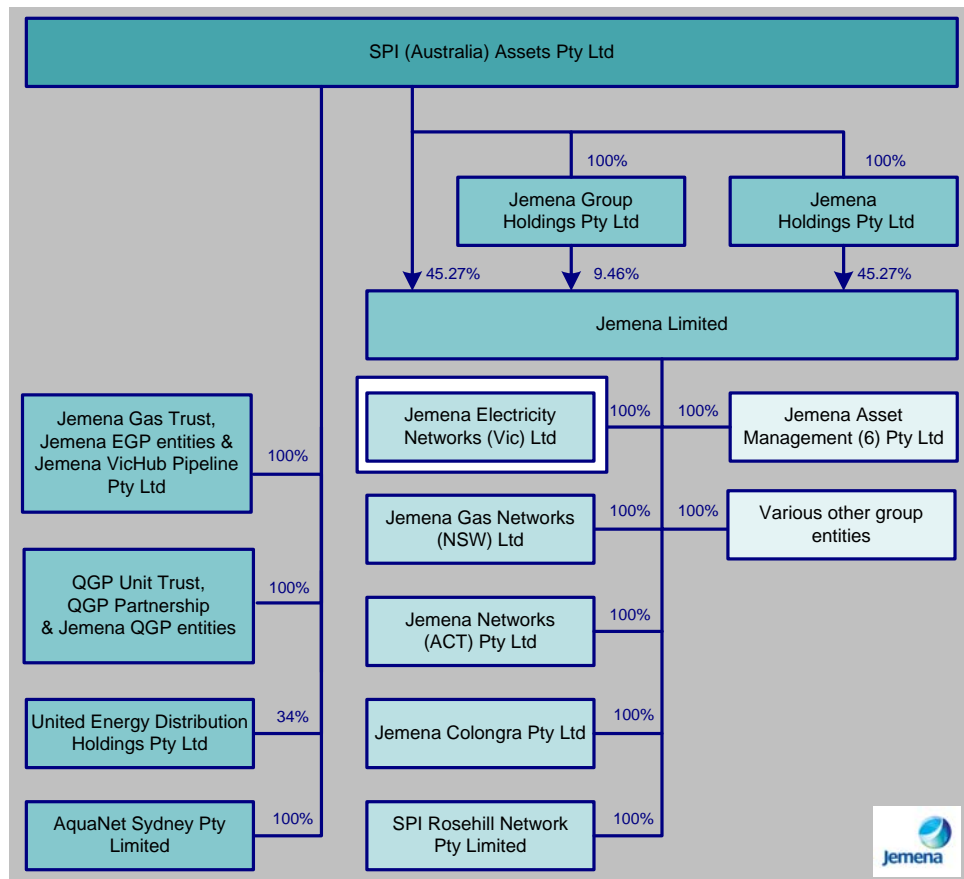 SPI (Australia) Assets Pty Ltd
100%
100%
Jemena Group
Holdings Pty Ltd
Jemena
Holdings Pty Ltd
45.27%
9.46%
45.27%
Jemena Limited
Jemena Gas Trust,
Jemena EGP entities &
Jemena VicHub Pipeline
Pty Ltd
100%
QGP Unit Trust,
QGP Partnership
& Jemena QGP entities
100%
United Energy Distribution
Holdings Pty Ltd
34%
AquaNet Sydney Pty
Limited
100%
Jemena Electricity
Networks (Vic) Ltd
100%
100%
Jemena Asset
Management (6) Pty Ltd
Jemena Gas Networks
(NSW) Ltd
100%
100%
Various other group
entities
Jemena Networks
(ACT) Pty Ltd
100%
Jemena Colongra Pty Ltd
100%
SPI Rosehill Network
Pty Limited
100%
Jemena